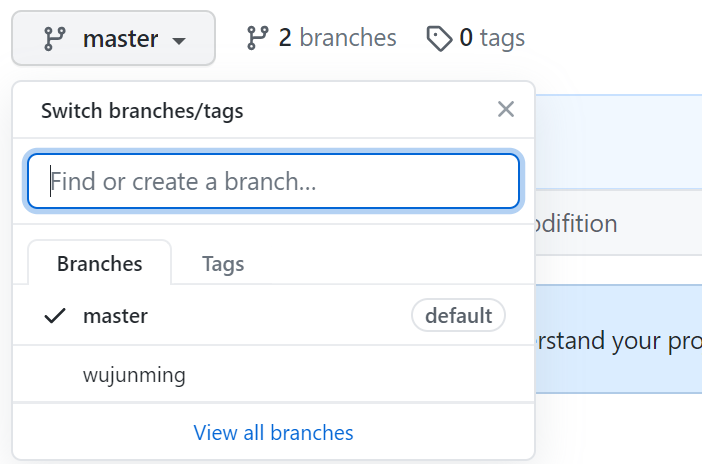 master 2 branches 0 tags
Switch branches/tags
Find or create a branch...
odifition
Branches Tags
master default
erstand your pro
wujunming
View all branches